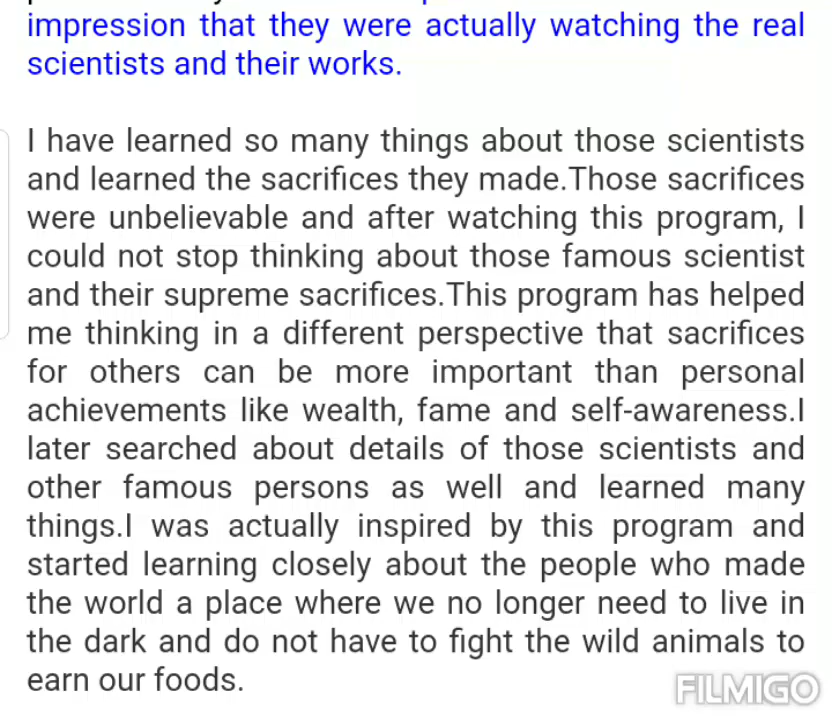 impression that they were actually watching the real
scientists and their works.
I have learned so many things about those scientists
and learned the sacrifices they made.Those sacrifices
were unbelievable and after watching this program, I
could not stop thinking about those famous scientist
and their supreme sacrifices.This program has helped
me thinking in a different perspective that sacrifices
for others can be more important than personal
achievements like wealth, fame and self-awareness.I
later searched about details of those scientists and
other famous persons as well and learned many
things.I was actually inspired by this program and
started learning closely about the people who made
the world a place where we no longer need to live in
the dark and do not have to fight the wild animals to
earn our foods.
FILMIGO